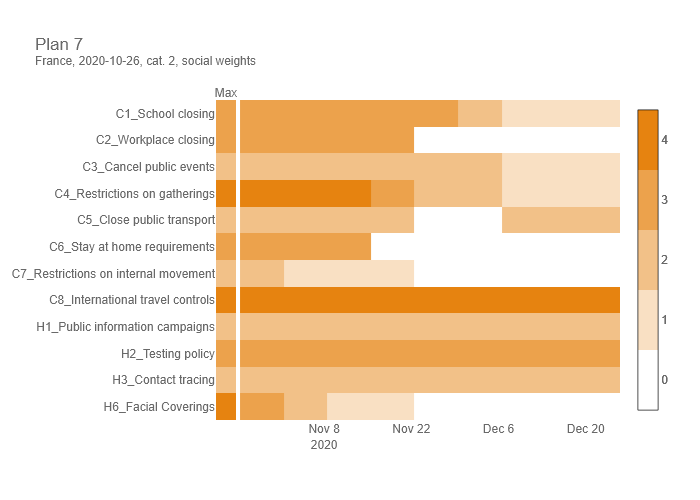 Plan 7
France, 2020-10-26, cat. 2, social weights
Max
C1_School closing
C2_Workplace closing
C3_Cancel public events
C4_Restrictions on gatherings
C5_Close public transport
C6_Stay at home requirements
C7_Restrictions on internal movement
C8_International travel controls
H1_Public information campaigns
H2_Testing policy
H3_Contact tracing
H6_Facial Coverings
Nov 8
2020
Nov 22
Dec 6
Dec 20
4
3
2
1
0